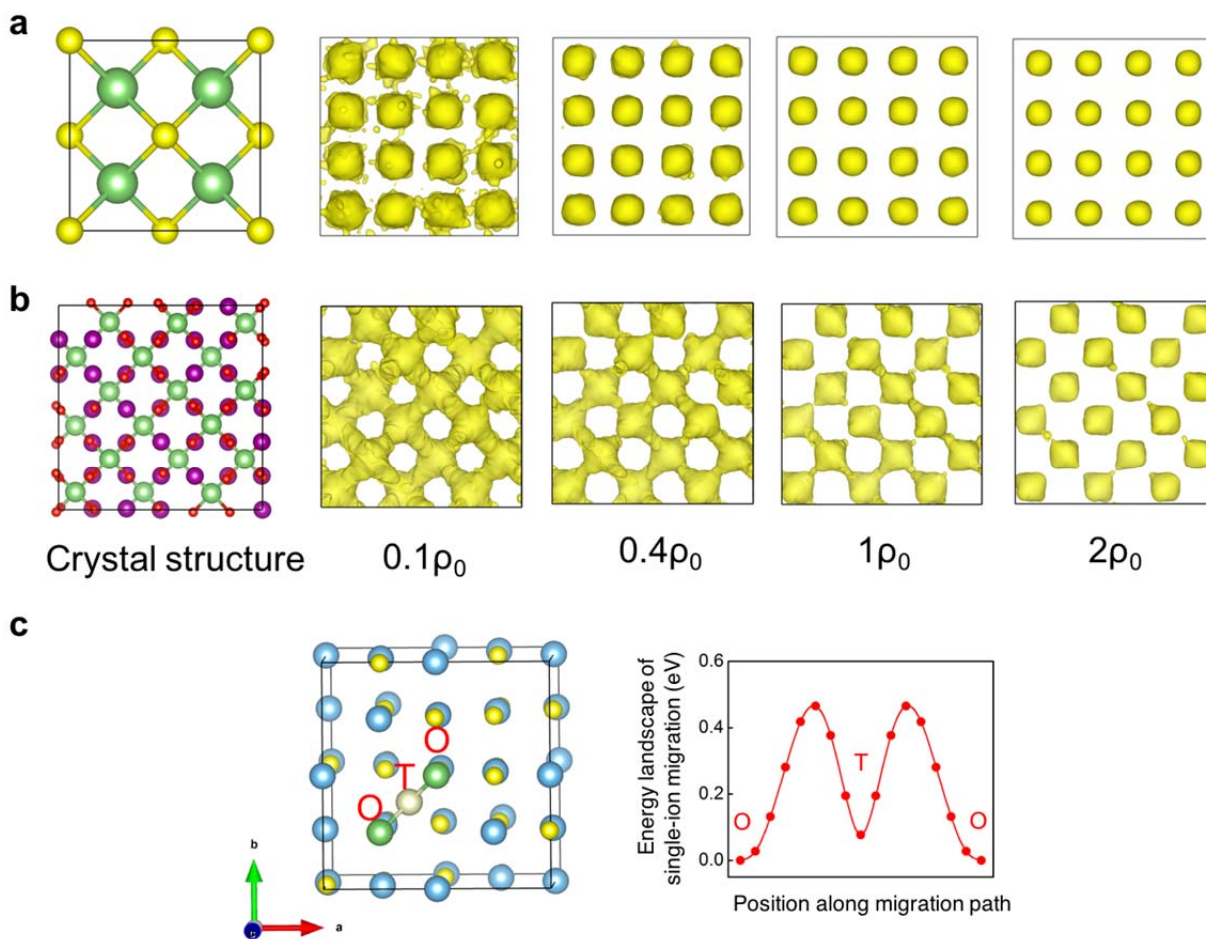 a
b
Crystal structure
0.1ρ₀
0.4ρ₀
1ρ₀
2ρ₀
c
O
T
O
b
a
Energy landscape of
single-ion migration (eV)
0.6
0.4
0.2
0.0
O
T
O
Position along migration path